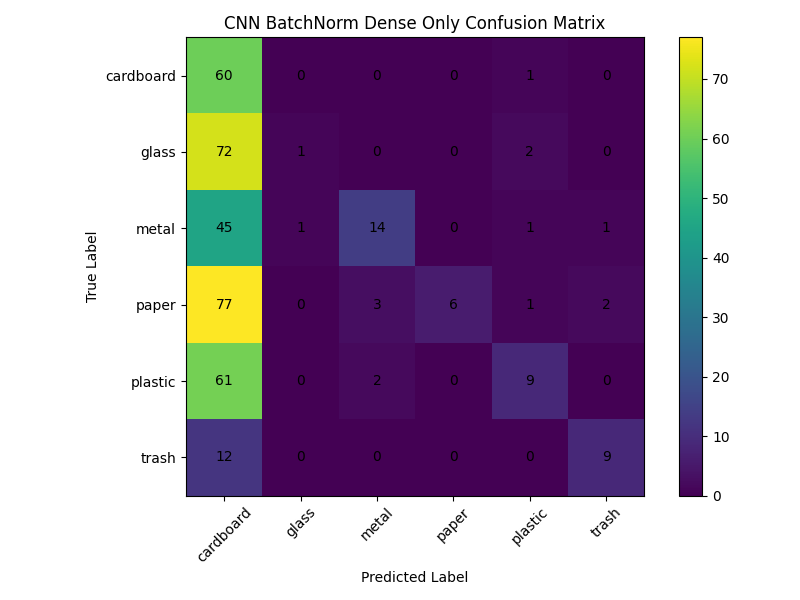 CNN BatchNorm Dense Only Confusion Matrix
True Label
cardboard 60 0 0 0 1 0
glass 72 1 0 0 2 0
metal 45 1 14 0 1 1
paper 77 0 3 6 1 2
plastic 61 0 2 0 9 0
trash 12 0 0 0 0 9
cardboard glass metal paper plastic trash
Predicted Label
70
60
50
40
30
20
10
0